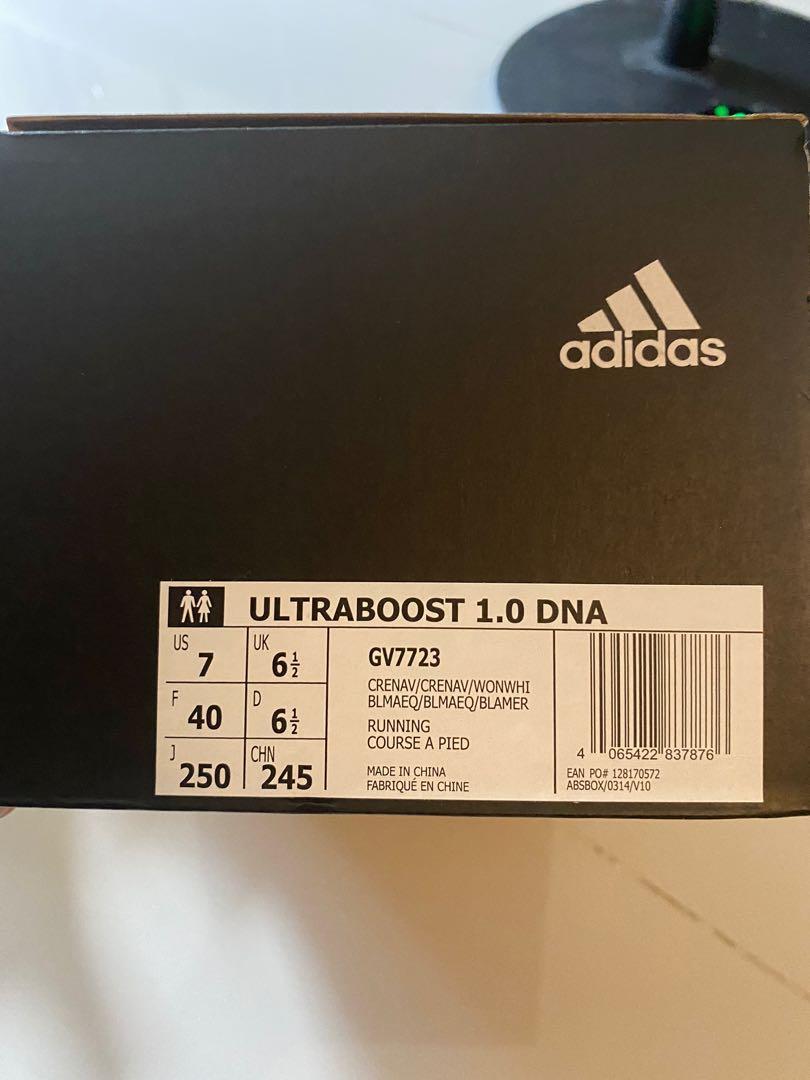 adidas
ULTRABOOST 1.0 DNA
US 7
UK 6½
F 40
D 6½
J 250
CHN 245
GV7723
CRENAV/CRENAV/WONWHI
BLMAEQ/BLMAEQ/BLAMER
RUNNING
COURSE A PIED
MADE IN CHINA
FABRIQUÉ EN CHINE
4 065422 837876
EAN PO# 128170572
ABSBOX/0314/V10